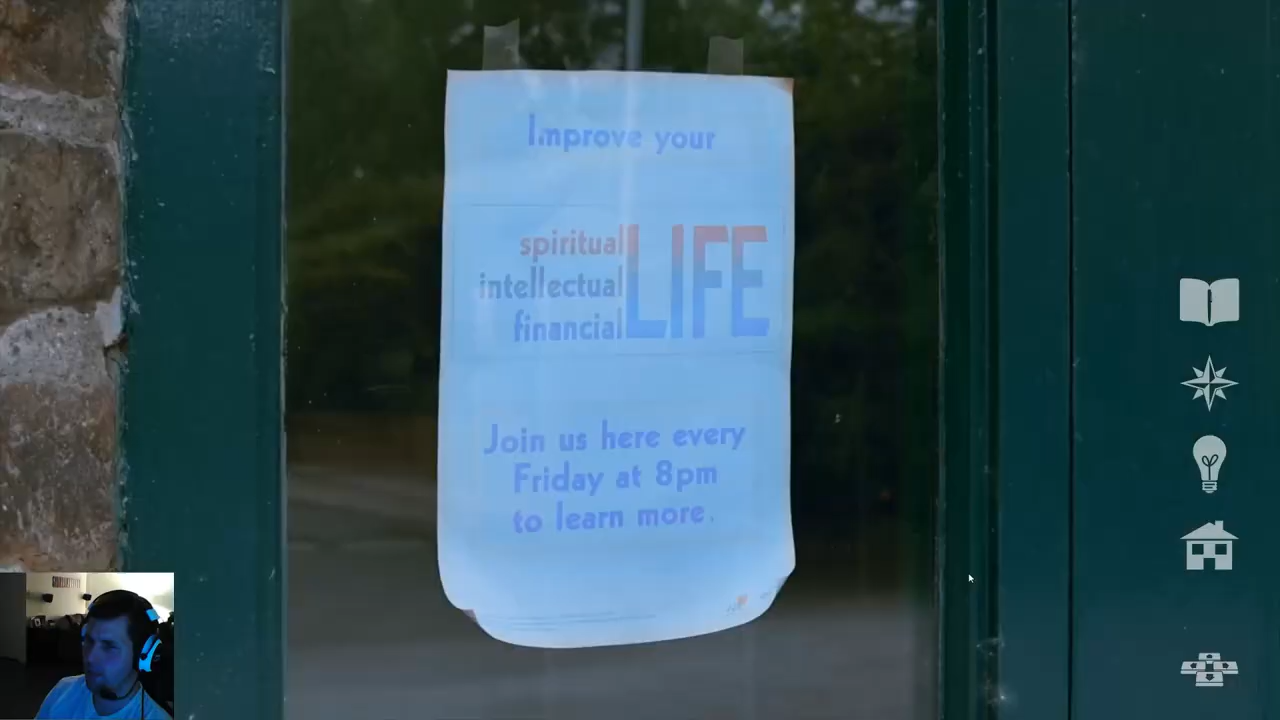 Improve your
spiritual
intellectual
financial
LIFE
Join us here every
Friday at 8pm
to learn more.